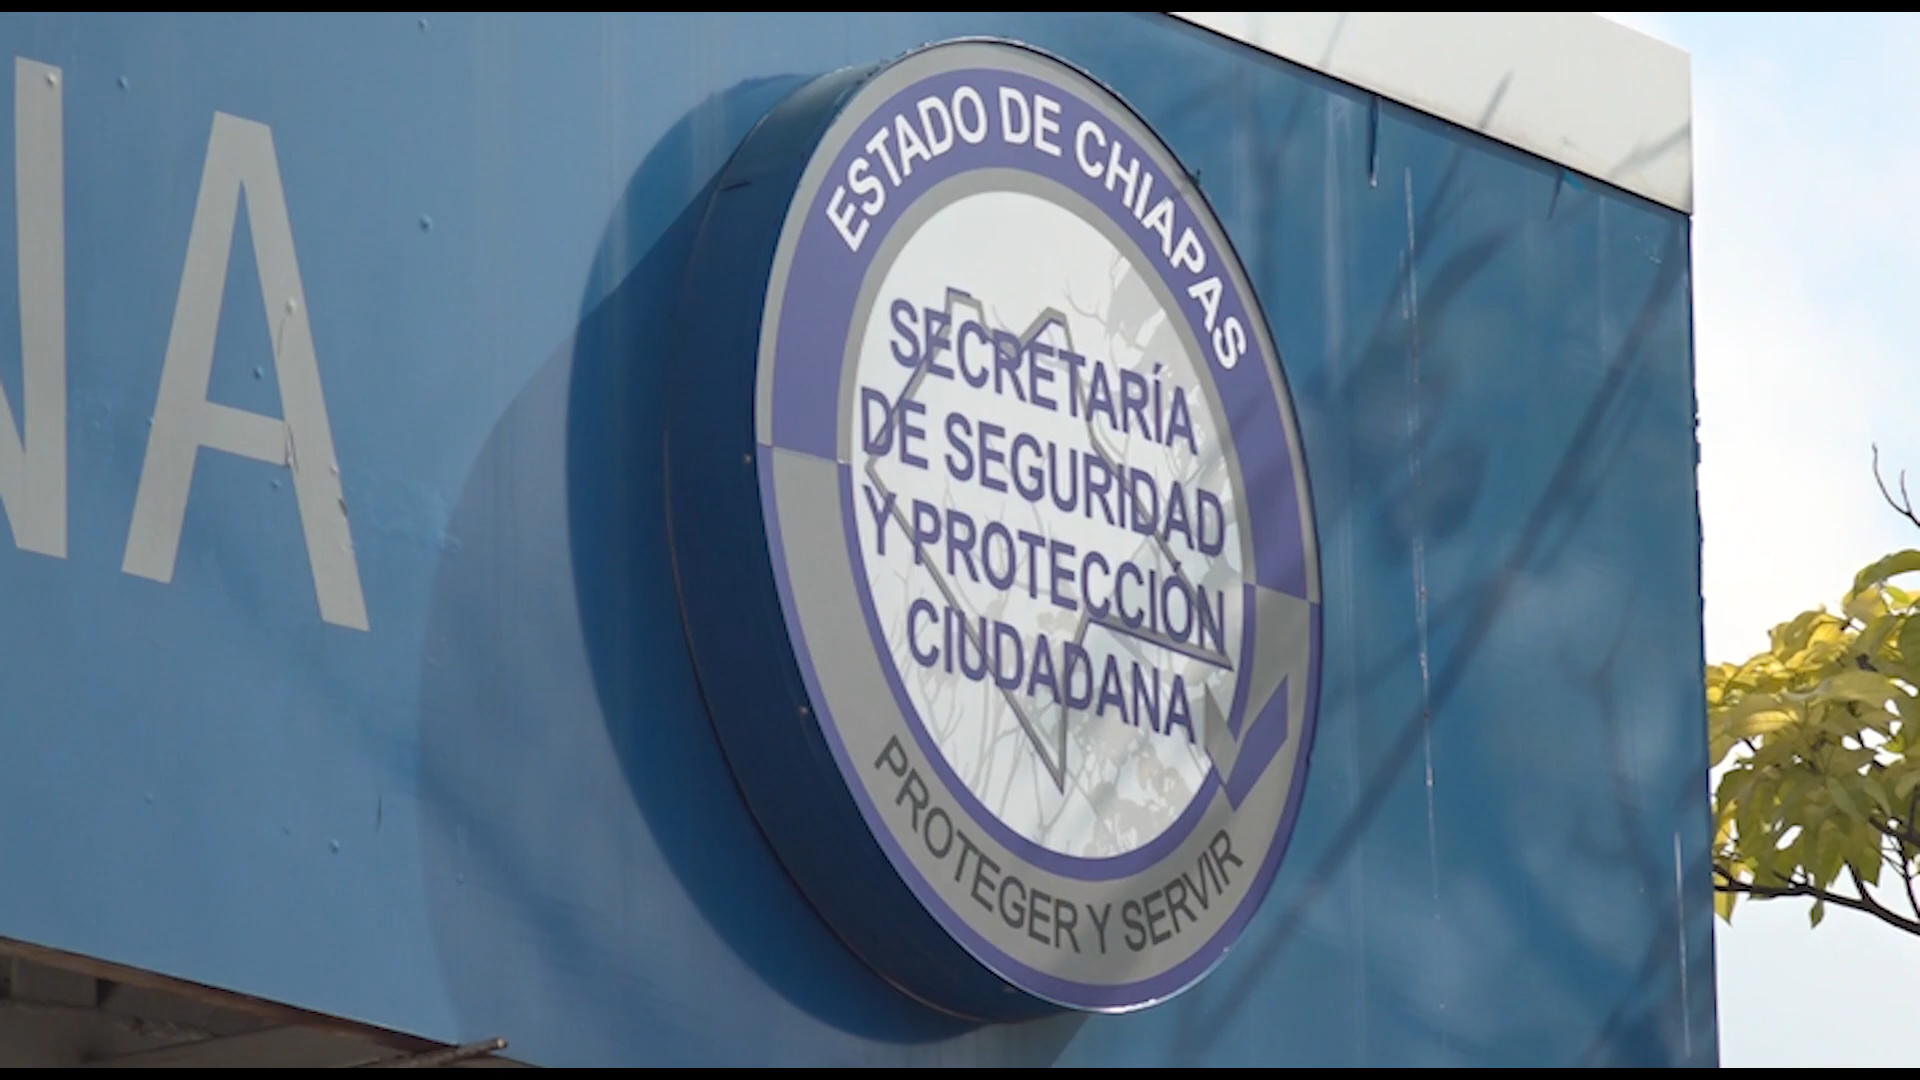 NA
ESTADO DE CHIAPAS
SECRETARÍA
DE SEGURIDAD
Y PROTECCIÓN
CIUDADANA
PROTEGER Y SERVIR